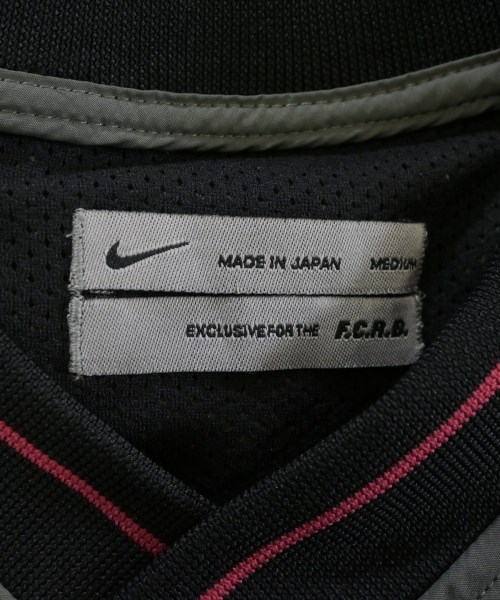 MADE IN JAPAN MEDIUM
EXCLUSIVE FOR THE F.C.R.B.